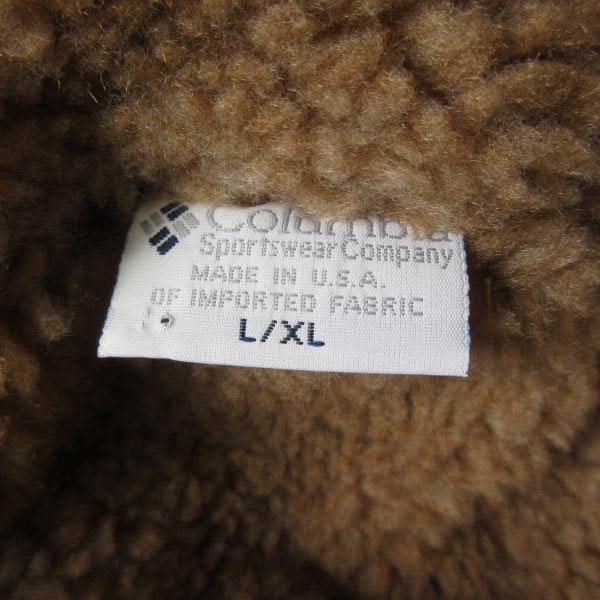 Columbia
Sportswear Company
MADE IN U.S.A.
OF IMPORTED FABRIC
L/XL